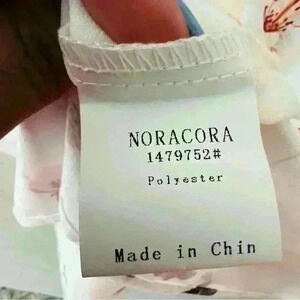 NORACORA
1479752#
Polyester
Made in Chin